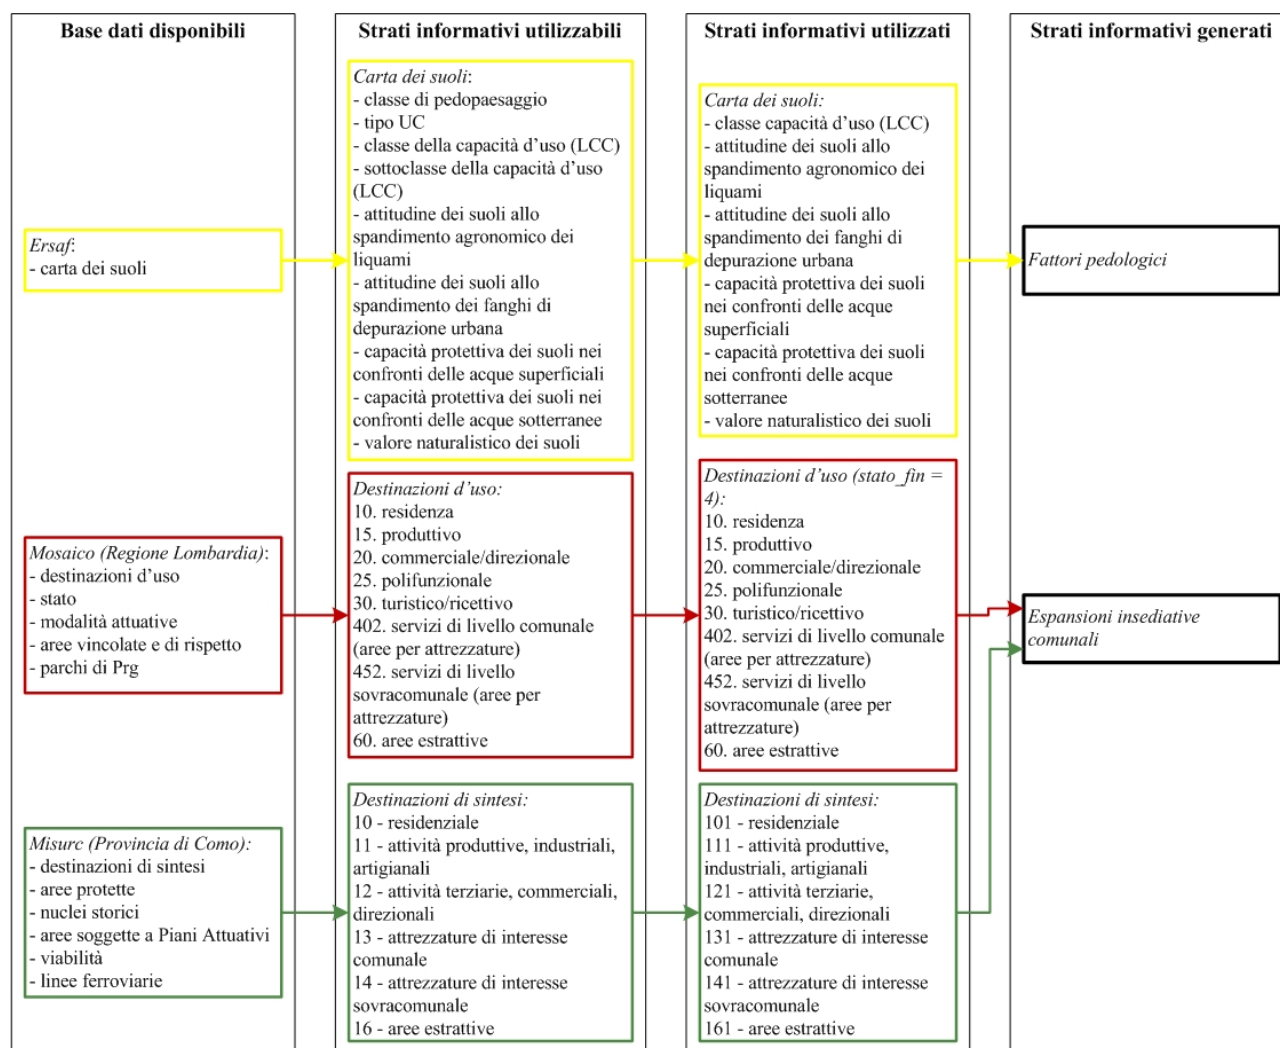 Base dati disponibili
Ersaf:
- carta dei suoli
Mosaico (Regione Lombardia):
- destinazioni d'uso
- stato
- modalità attuative
- aree vincolate e di rispetto
- parchi di Prg
Misurc (Provincia di Como):
- destinazioni di sintesi
- aree protette
- nuclei storici
- aree soggette a Piani Attuativi
- viabilità
- linee ferroviarie
Strati informativi utilizzabili
Carta dei suoli:
- classe di pedopaesaggio
- tipo UC
- classe della capacità d'uso (LCC)
- sottoclasse della capacità d'uso
(LCC)
- attitudine dei suoli allo
spandimento agronomico dei
liquami
- attitudine dei suoli allo
spandimento dei fanghi di
depurazione urbana
- capacità protettiva dei suoli nei
confronti delle acque superficiali
- capacità protettiva dei suoli nei
confronti delle acque sotterranee
- valore naturalistico dei suoli
Destinazioni d'uso:
10. residenza
15. produttivo
20. commerciale/direzionale
25. polifunzionale
30. turistico/ricettivo
402. servizi di livello comunale
(aree per attrezzature)
452. servizi di livello
sovracomunale (aree per
attrezzature)
60. aree estrattive
Destinazioni di sintesi:
10 - residenziale
11 - attività produttive, industriali,
artigianali
12 - attività terziarie, commerciali,
direzionali
13 - attrezzature di interesse
comunale
14 - attrezzature di interesse
sovracomunale
16 - aree estrattive
Strati informativi utilizzati
Carta dei suoli:
- classe capacità d'uso (LCC)
- attitudine dei suoli allo
spandimento agronomico dei
liquami
- attitudine dei suoli allo
spandimento dei fanghi di
depurazione urbana
- capacità protettiva dei suoli
nei confronti delle acque
superficiali
- capacità protettiva dei suoli
nei confronti delle acque
sotterranee
- valore naturalistico dei suoli
Destinazioni d'uso (stato_fin =
4):
10. residenza
15. produttivo
20. commerciale/direzionale
25. polifunzionale
30. turistico/ricettivo
402. servizi di livello comunale
(aree per attrezzature)
452. servizi di livello
sovracomunale (aree per
attrezzature)
60. aree estrattive
Destinazioni di sintesi:
101 - residenziale
111 - attività produttive,
industriali, artigianali
121 - attività terziarie,
commerciali, direzionali
131 - attrezzature di interesse
comunale
141 - attrezzature di interesse
sovracomunale
161 - aree estrattive
Strati informativi generati
Fattori pedologici
Espansioni insediative
comunali